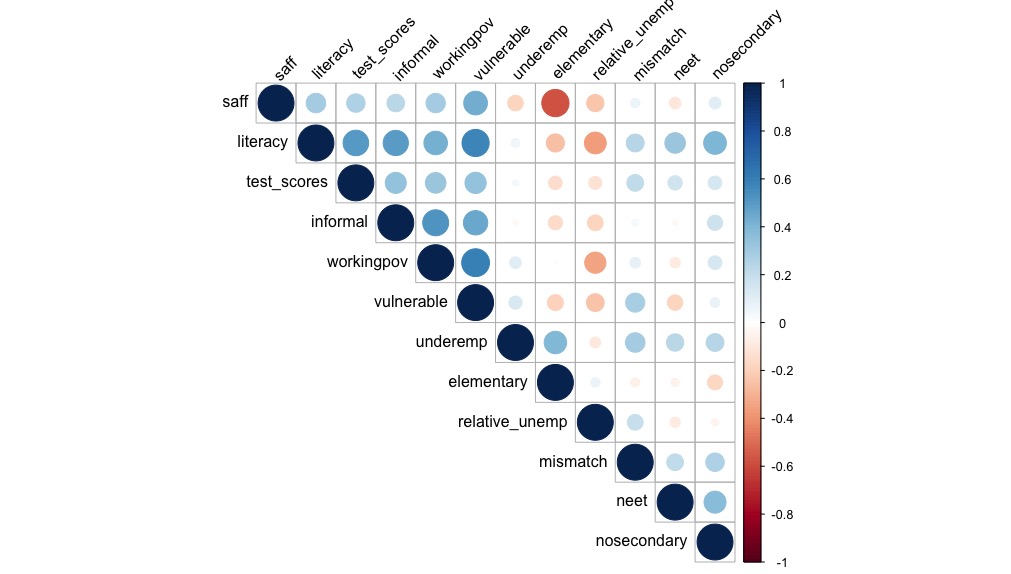 saff
literacy
test_scores
informal
workingpov
vulnerable
underemp
elementary
relative_unemp
mismatch
neet
nosecondary
saff
literacy
test_scores
informal
workingpov
vulnerable
underemp
elementary
relative_unemp
mismatch
neet
nosecondary
1
0.8
0.6
0.4
0.2
0
-0.2
-0.4
-0.6
-0.8
-1